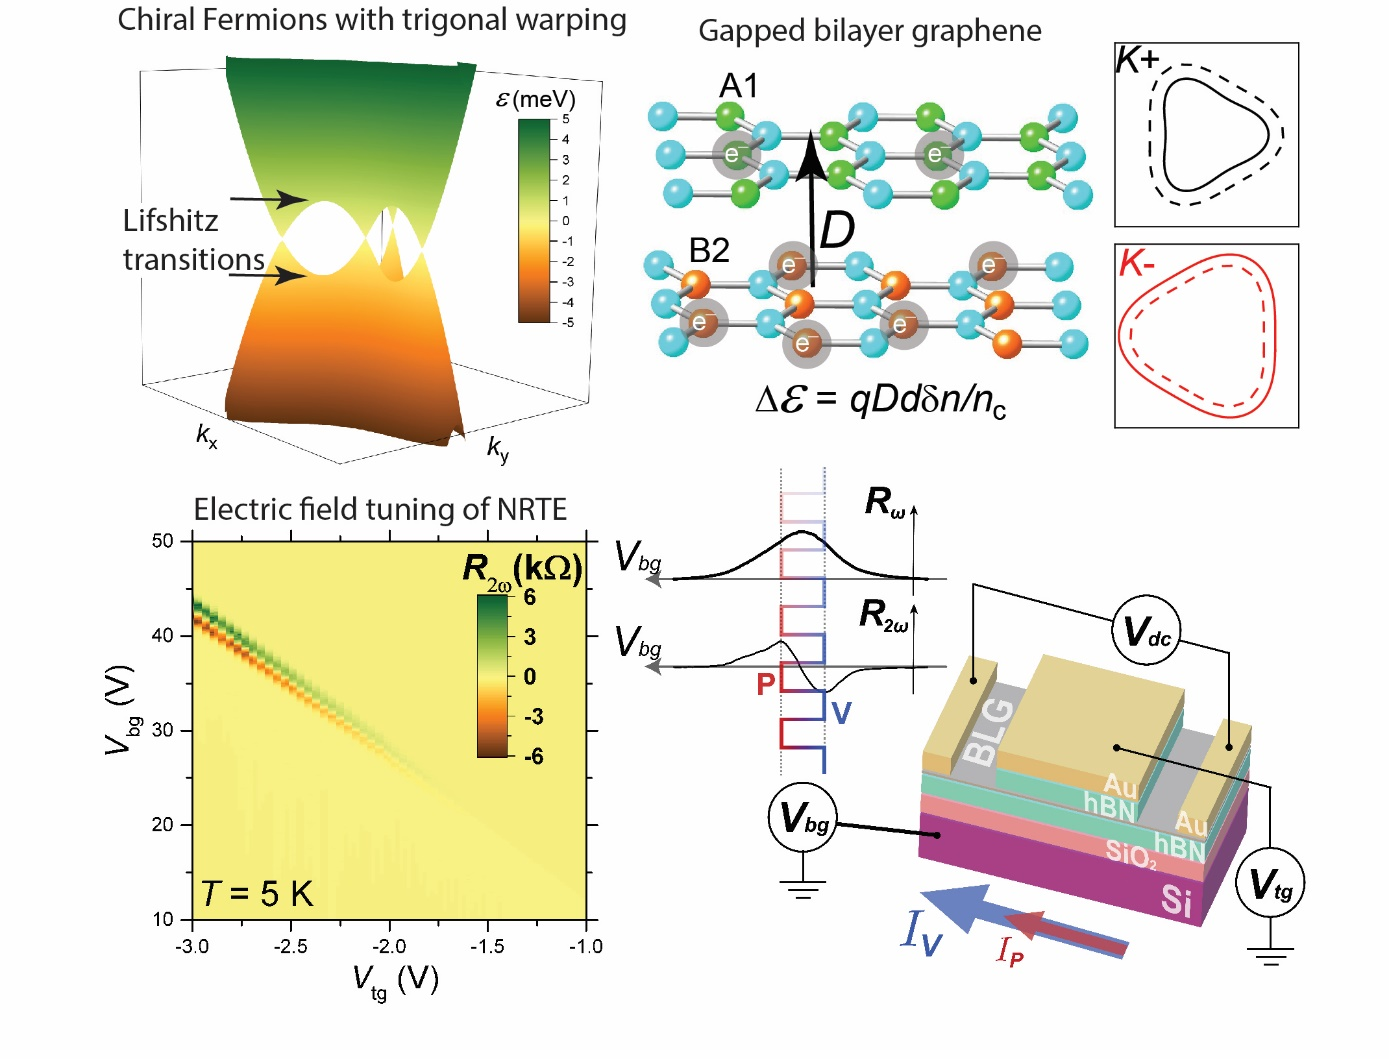 Chiral Fermions with trigonal warping
ε (meV)
5
4
3
2
1
0
-1
-2
-3
-4
-5
Lifshitz
transitions
kx
ky
Gapped bilayer graphene
A1
e⁻ e⁻
D
B2
e⁻ e⁻
e⁻ e⁻ e⁻
Δℰ = qDdδn/nc
K+
K-
Electric field tuning of NRTE
R2ω(kΩ)
6
3
0
-3
-6
50
40
30
20
10
Vbg (V)
T = 5 K
-3.0 -2.5 -2.0 -1.5 -1.0
Vtg (V)
Rω
Vbg
R2ω
Vbg
P
V
Vdc
BLG
Au
hBN
Au
hBN
SiO2
Si
Vbg
Vtg
IV
IP